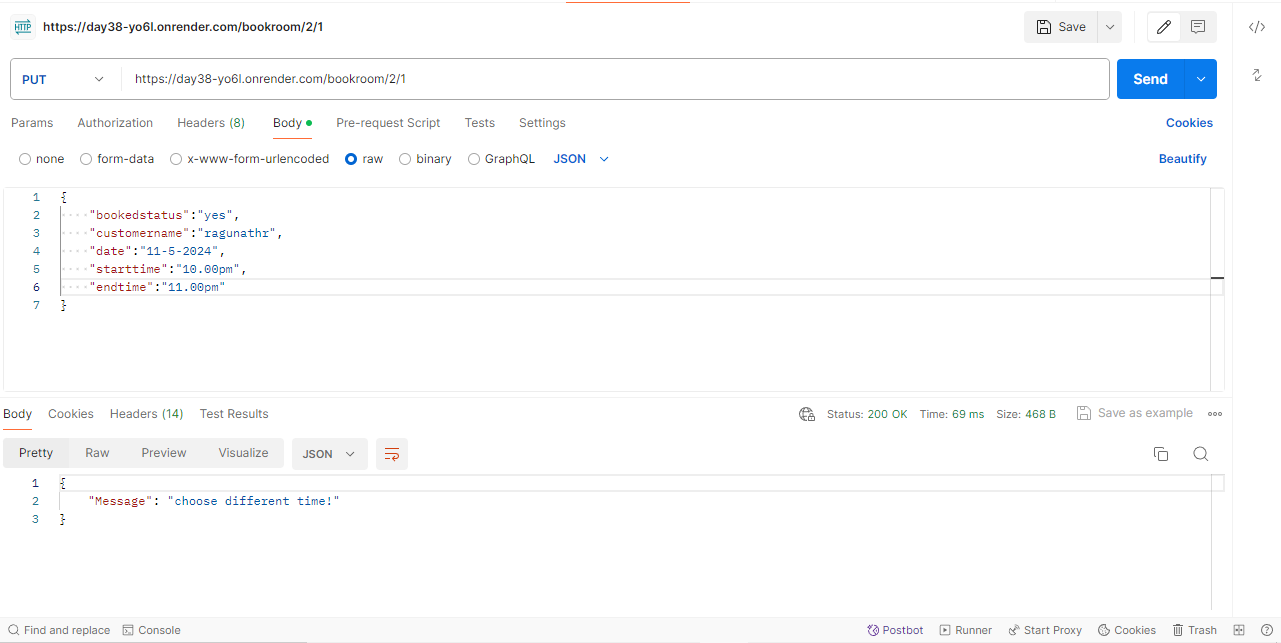 HTTP https://day38-yo6l.onrender.com/bookroom/2/1 Save
PUT https://day38-yo6l.onrender.com/bookroom/2/1 Send
Params Authorization Headers (8) Body Pre-request Script Tests Settings Cookies
none form-data x-www-form-urlencoded raw binary GraphQL JSON Beautify
1 {
2 ····"bookedstatus":"yes",
3 ····"customername":"ragunathr",
4 ····"date":"11-5-2024",
5 ····"starttime":"10.00pm",
6 ····"endtime":"11.00pm"
7 }
Body Cookies Headers (14) Test Results Status: 200 OK Time: 69 ms Size: 468 B Save as example
Pretty Raw Preview Visualize JSON
1 {
2 "Message": "choose different time!"
3 }
Find and replace Console Postbot Runner Start Proxy Cookies Trash